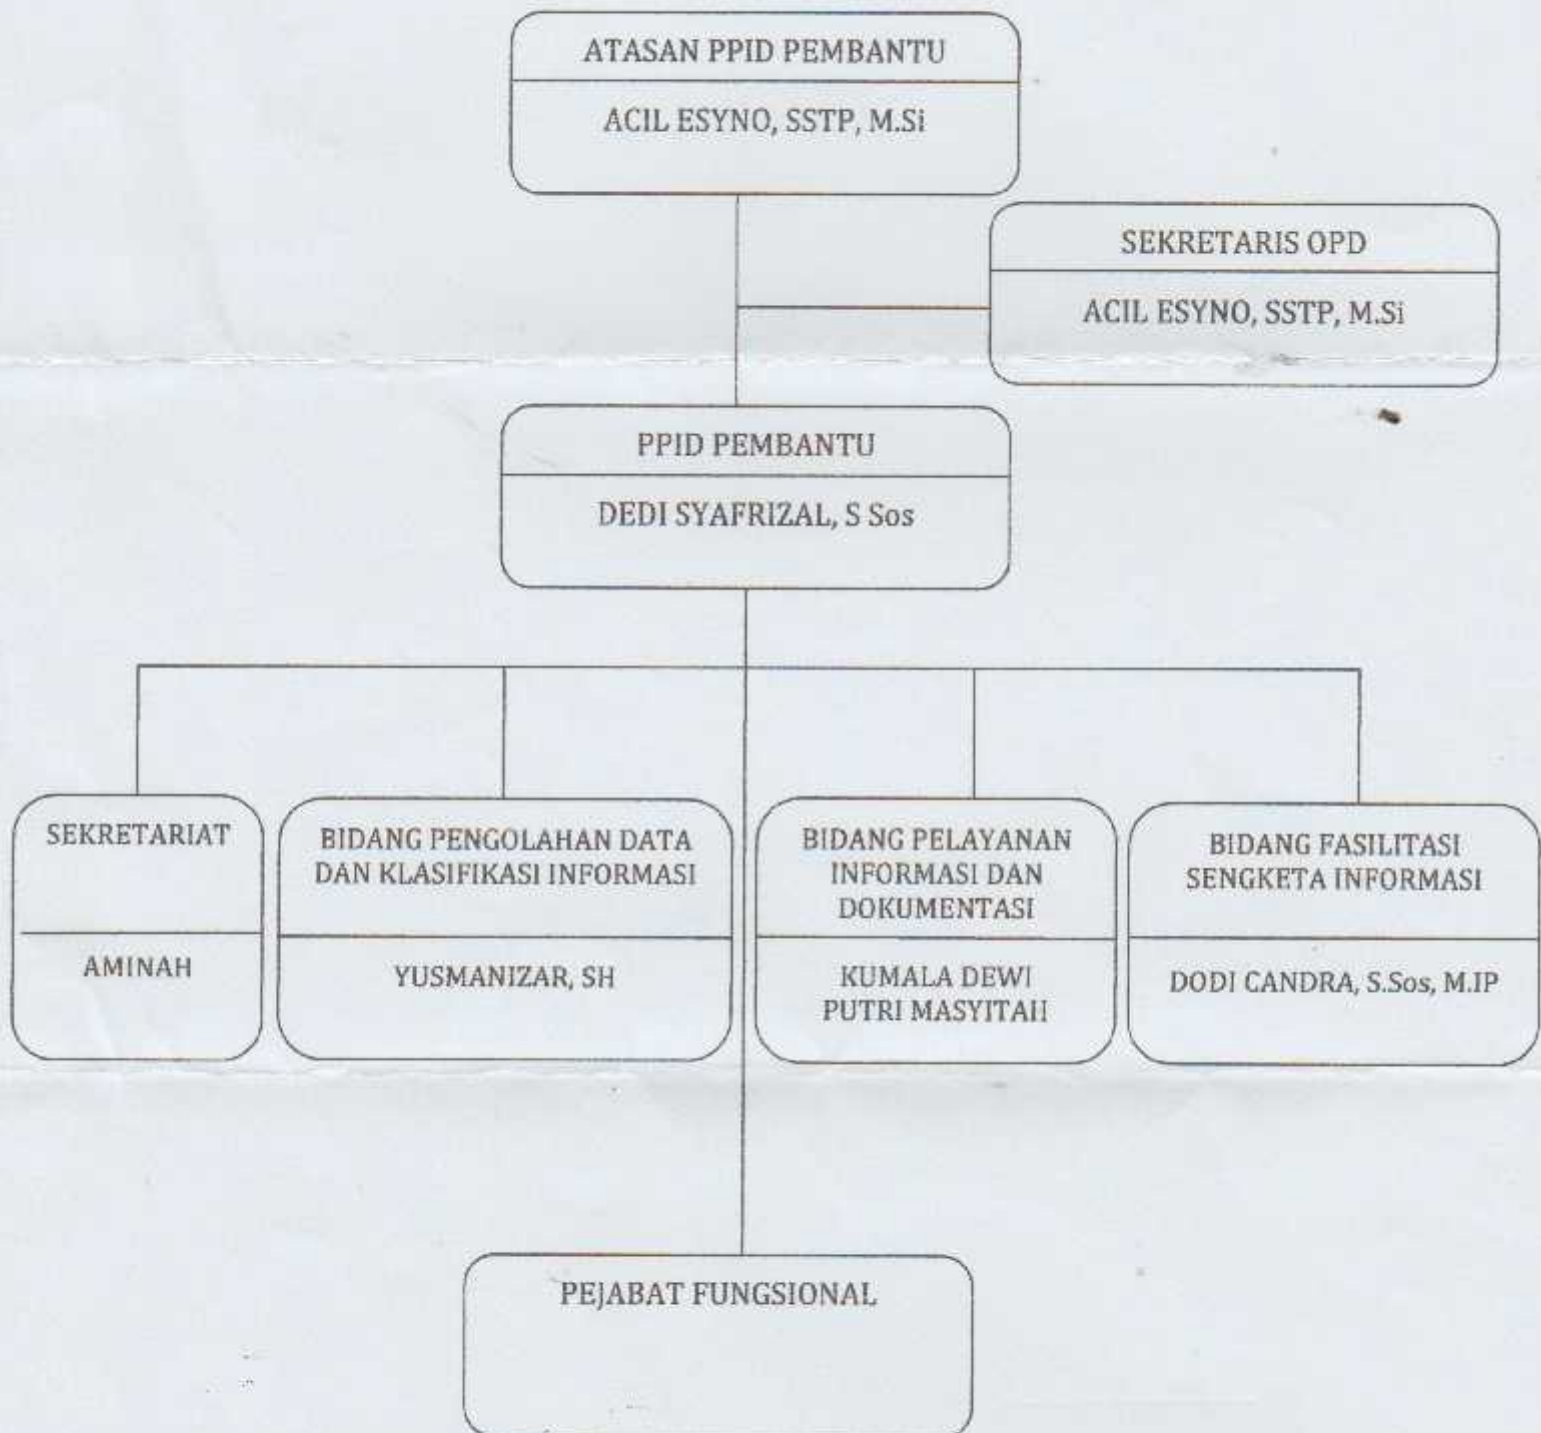 ATASAN PPID PEMBANTU
ACIL ESYNO, SSTP, M.Si
SEKRETARIS OPD
ACIL ESYNO, SSTP, M.Si
PPID PEMBANTU
DEDI SYAFRIZAL, S Sos
SEKRETARIAT
AMINAH
BIDANG PENGOLAHAN DATA
DAN KLASIFIKASI INFORMASI
YUSMANIZAR, SH
BIDANG PELAYANAN
INFORMASI DAN
DOKUMENTASI
KUMALA DEWI
PUTRI MASYITAH
BIDANG FASILITASI
SENGKETA INFORMASI
DODI CANDRA, S.Sos, M.IP
PEJABAT FUNGSIONAL